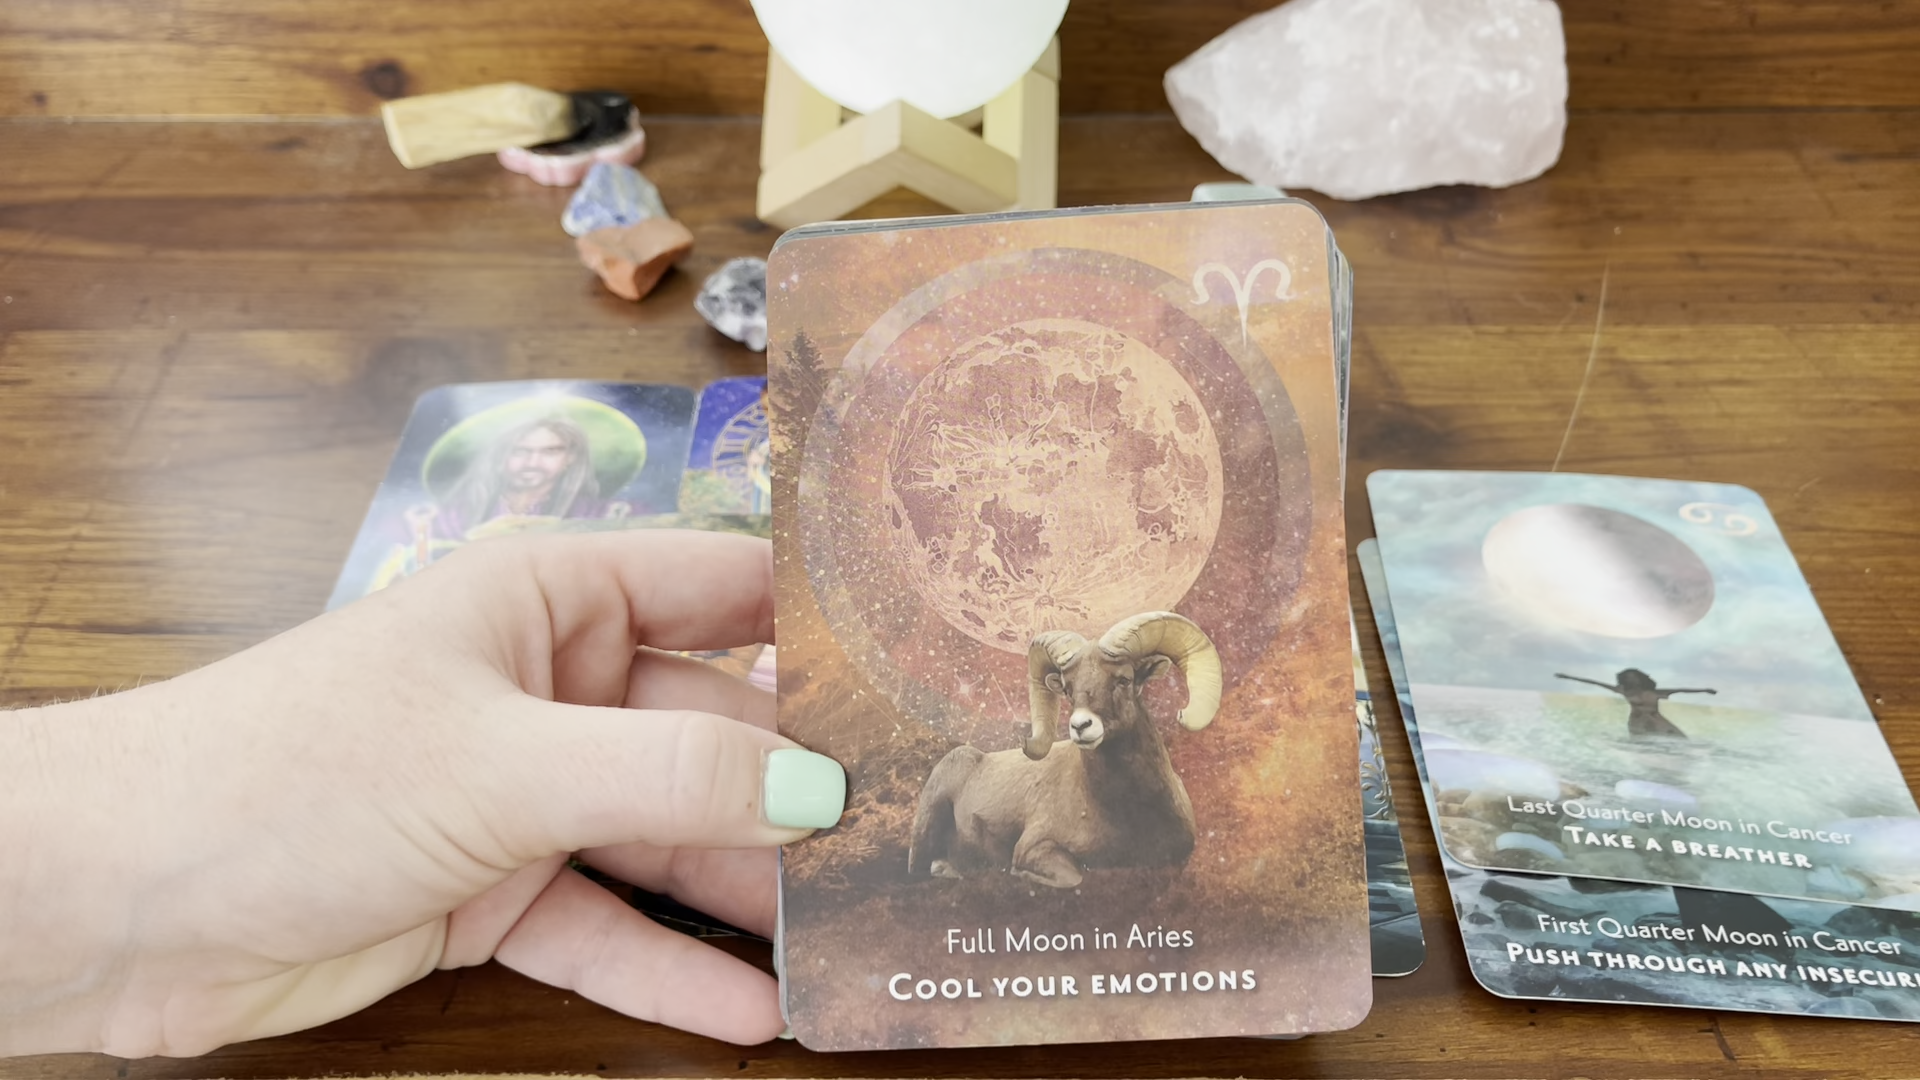 Full Moon in Aries
COOL YOUR EMOTIONS
Last Quarter Moon in Cancer
TAKE A BREATHER
First Quarter Moon in Cancer
PUSH THROUGH ANY INSECURI